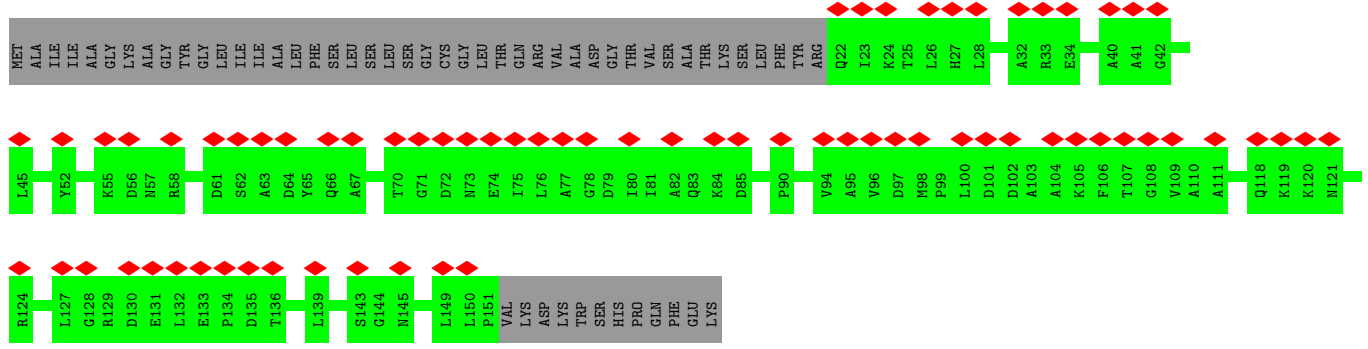 MET ALA ILE ILE ALA GLY LYS ALA GLY TYR GLY LEU ILE ILE ALA LEU PHE SER LEU SER LEU SER GLY CYS GLY LEU THR GLN ARG VAL ALA ASP GLY THR VAL SER ALA THR LYS SER LEU PHE TYR ARG Q22 I23 K24 T25 L26 H27 L28 A32 R33 E34 A40 A41 G42
L45 Y52 K55 D56 N57 R58 D61 S62 A63 D64 Y65 Q66 A67 T70 G71 D72 N73 E74 I75 L76 A77 G78 D79 I80 I81 A82 Q83 K84 D85 P90 V94 A95 V96 D97 M98 P99 L100 D101 D102 A103 A104 K105 F106 T107 G108 V109 A110 A111 Q118 K119 K120 N121
R124 L127 G128 R129 D130 E131 L132 E133 P134 D135 T136 L139 S143 G144 N145 L149 L150 P151 VAL LYS ASP LYS TRP SER HIS PRO GLN PHE GLU LYS